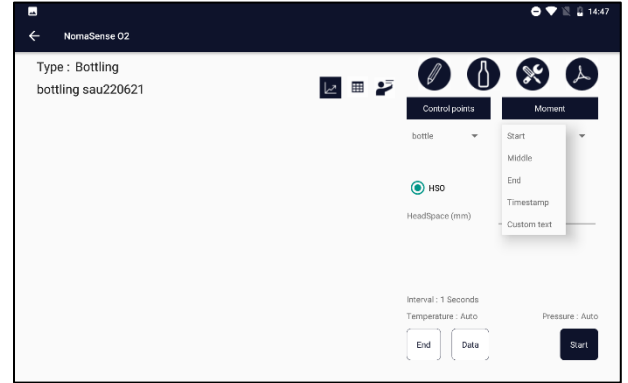 14:47
NomaSense O2
Type : Bottling
bottling sau220621
Control points
Moment
bottle
Start
Middle
End
Timestamp
Custom text
HSO
HeadSpace (mm)
Interval : 1 Seconds
Temperature : Auto
Pressure : Auto
End
Data
Start